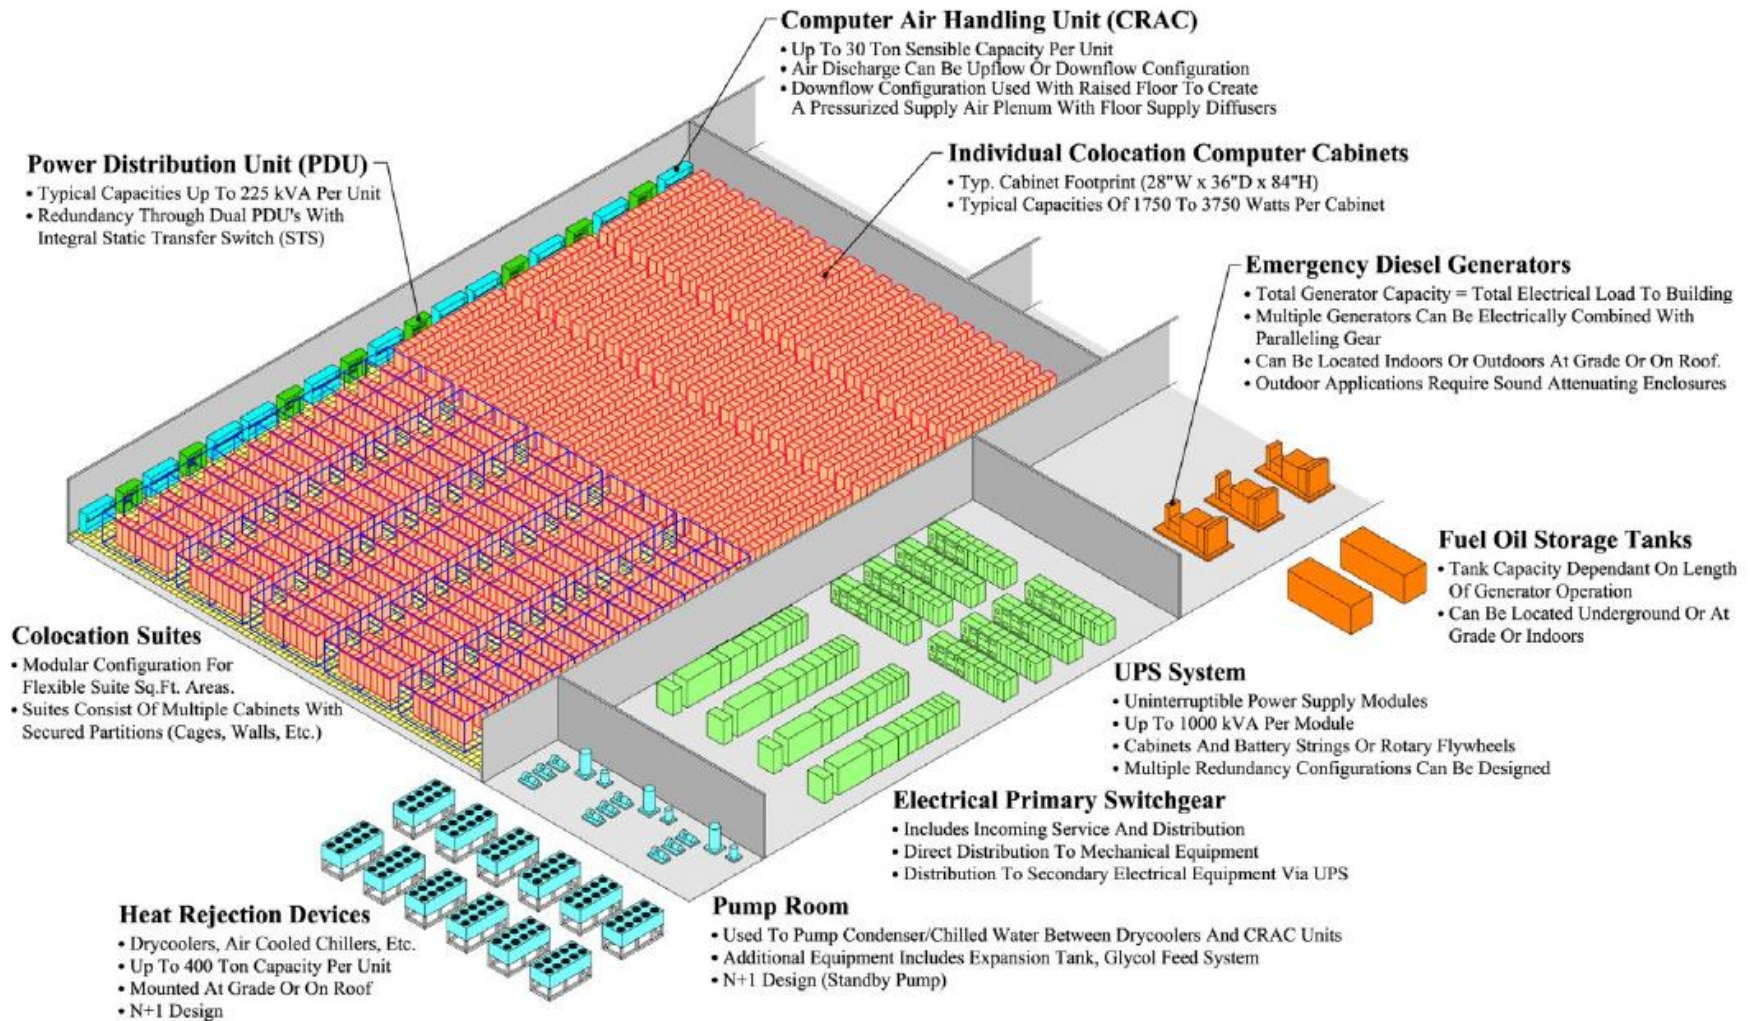 Computer Air Handling Unit (CRAC)
• Up To 30 Ton Sensible Capacity Per Unit
• Air Discharge Can Be Upflow Or Downflow Configuration
• Downflow Configuration Used With Raised Floor To Create
A Pressurized Supply Air Plenum With Floor Supply Diffusers
Power Distribution Unit (PDU)
• Typical Capacities Up To 225 kVA Per Unit
• Redundancy Through Dual PDU's With
Integral Static Transfer Switch (STS)
Individual Colocation Computer Cabinets
• Typ. Cabinet Footprint (28"W x 36"D x 84"H)
• Typical Capacities Of 1750 To 3750 Watts Per Cabinet
Emergency Diesel Generators
• Total Generator Capacity = Total Electrical Load To Building
• Multiple Generators Can Be Electrically Combined With
Paralleling Gear
• Can Be Located Indoors Or Outdoors At Grade Or On Roof.
• Outdoor Applications Require Sound Attenuating Enclosures
Fuel Oil Storage Tanks
• Tank Capacity Dependant On Length
Of Generator Operation
• Can Be Located Underground Or At
Grade Or Indoors
Colocation Suites
• Modular Configuration For
Flexible Suite Sq.Ft. Areas.
• Suites Consist Of Multiple Cabinets With
Secured Partitions (Cages, Walls, Etc.)
UPS System
• Uninterruptible Power Supply Modules
• Up To 1000 kVA Per Module
• Cabinets And Battery Strings Or Rotary Flywheels
• Multiple Redundancy Configurations Can Be Designed
Electrical Primary Switchgear
• Includes Incoming Service And Distribution
• Direct Distribution To Mechanical Equipment
• Distribution To Secondary Electrical Equipment Via UPS
Pump Room
• Used To Pump Condenser/Chilled Water Between Drycoolers And CRAC Units
• Additional Equipment Includes Expansion Tank, Glycol Feed System
• N+1 Design (Standby Pump)
Heat Rejection Devices
• Drycoolers, Air Cooled Chillers, Etc.
• Up To 400 Ton Capacity Per Unit
• Mounted At Grade Or On Roof
• N+1 Design